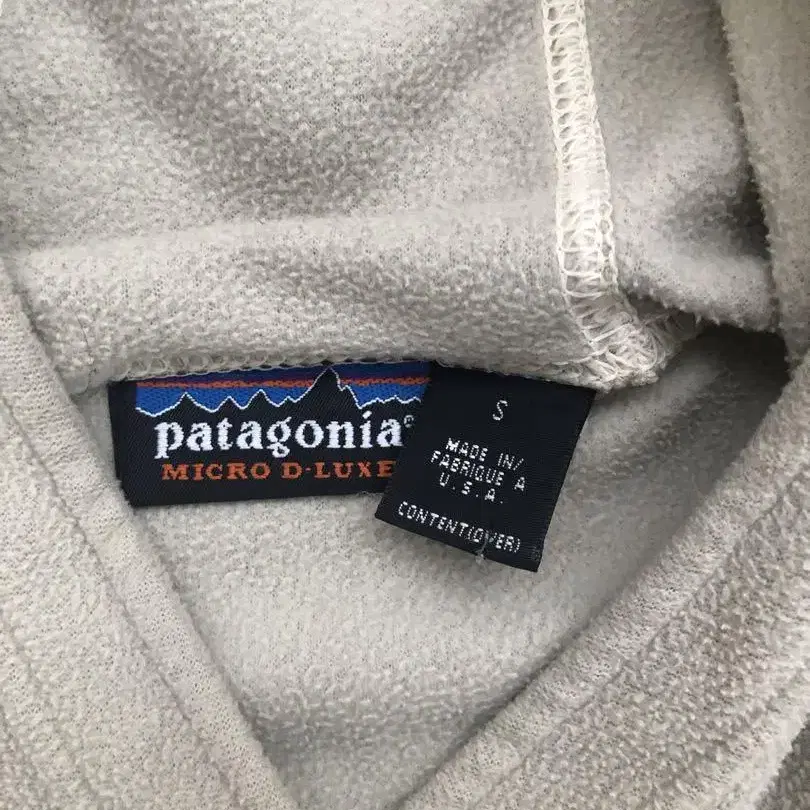 patagonia®
MICRO D·LUXE
S
MADE IN/
FABRIQUE A
U.S.A.
CONTENT(OVER)